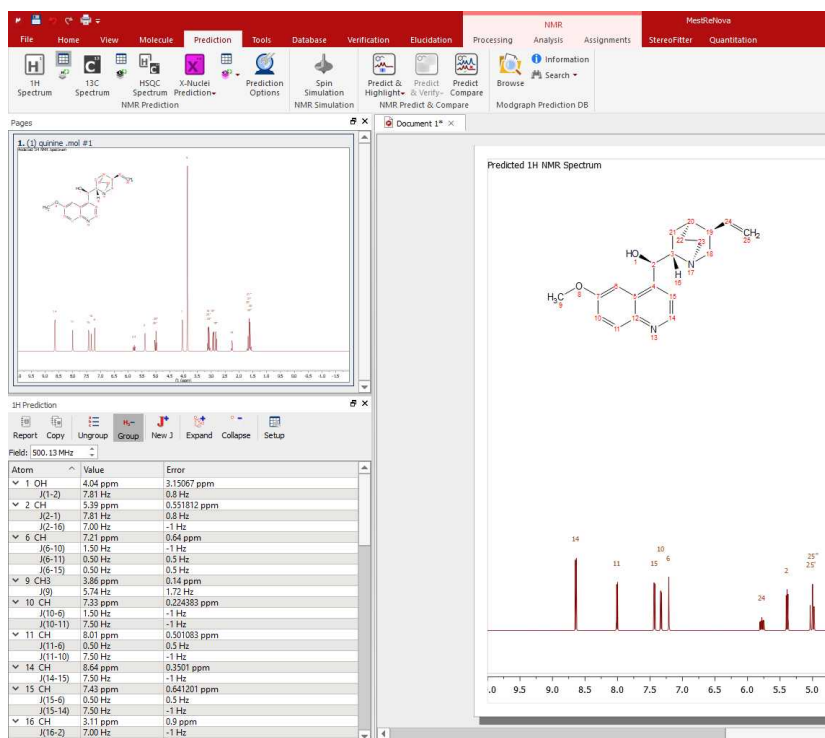 NMR
MestReNova
File Home View Molecule Prediction Tools Database Verification Elucidation Processing Analysis Assignments StereoFitter Quantitation
1H Spectrum
13C Spectrum
HSQC Spectrum
X-Nuclei Prediction
Prediction Options
Spin Simulation
Predict & Highlight
Predict & Verify
Predict Compare
Browse
Information
Search
NMR Prediction
NMR Simulation
NMR Predict & Compare
Modgraph Prediction DB
Pages
Document 1*
1. (1) quinine .mol #1
1H Prediction
Report Copy Ungroup Group New J Expand Collapse Setup
Field: 500.13 MHz
Atom Value Error
1 OH 4.04 ppm 3.15067 ppm
J(1-2) 7.81 Hz 0.8 Hz
2 CH 5.39 ppm 0.551812 ppm
J(2-1) 7.81 Hz 0.8 Hz
J(2-16) 7.00 Hz -1 Hz
6 CH 7.21 ppm 0.64 ppm
J(6-10) 1.50 Hz -1 Hz
J(6-11) 0.50 Hz 0.5 Hz
J(6-15) 0.50 Hz 0.5 Hz
9 CH3 3.86 ppm 0.14 ppm
J(9) 5.74 Hz 1.72 Hz
10 CH 7.33 ppm 0.224383 ppm
J(10-6) 1.50 Hz -1 Hz
J(10-11) 7.50 Hz -1 Hz
11 CH 8.01 ppm 0.501083 ppm
J(11-6) 0.50 Hz 0.5 Hz
J(11-10) 7.50 Hz -1 Hz
14 CH 8.64 ppm 0.3501 ppm
J(14-15) 7.50 Hz -1 Hz
15 CH 7.43 ppm 0.641201 ppm
J(15-6) 0.50 Hz 0.5 Hz
J(15-14) 7.50 Hz -1 Hz
16 CH 3.11 ppm 0.9 ppm
J(16-2) 7.00 Hz -1 Hz
Predicted 1H NMR Spectrum
20
24
21
19
CH2
22
23
25
HO
3
18
1
2
N
H
17
16
O
4
H3C
8
7
5
15
9
10
12
14
11
N
13
14
10
11
15
6
25"
25'
2
24
.0 9.5 9.0 8.5 8.0 7.5 7.0 6.5 6.0 5.5 5.0